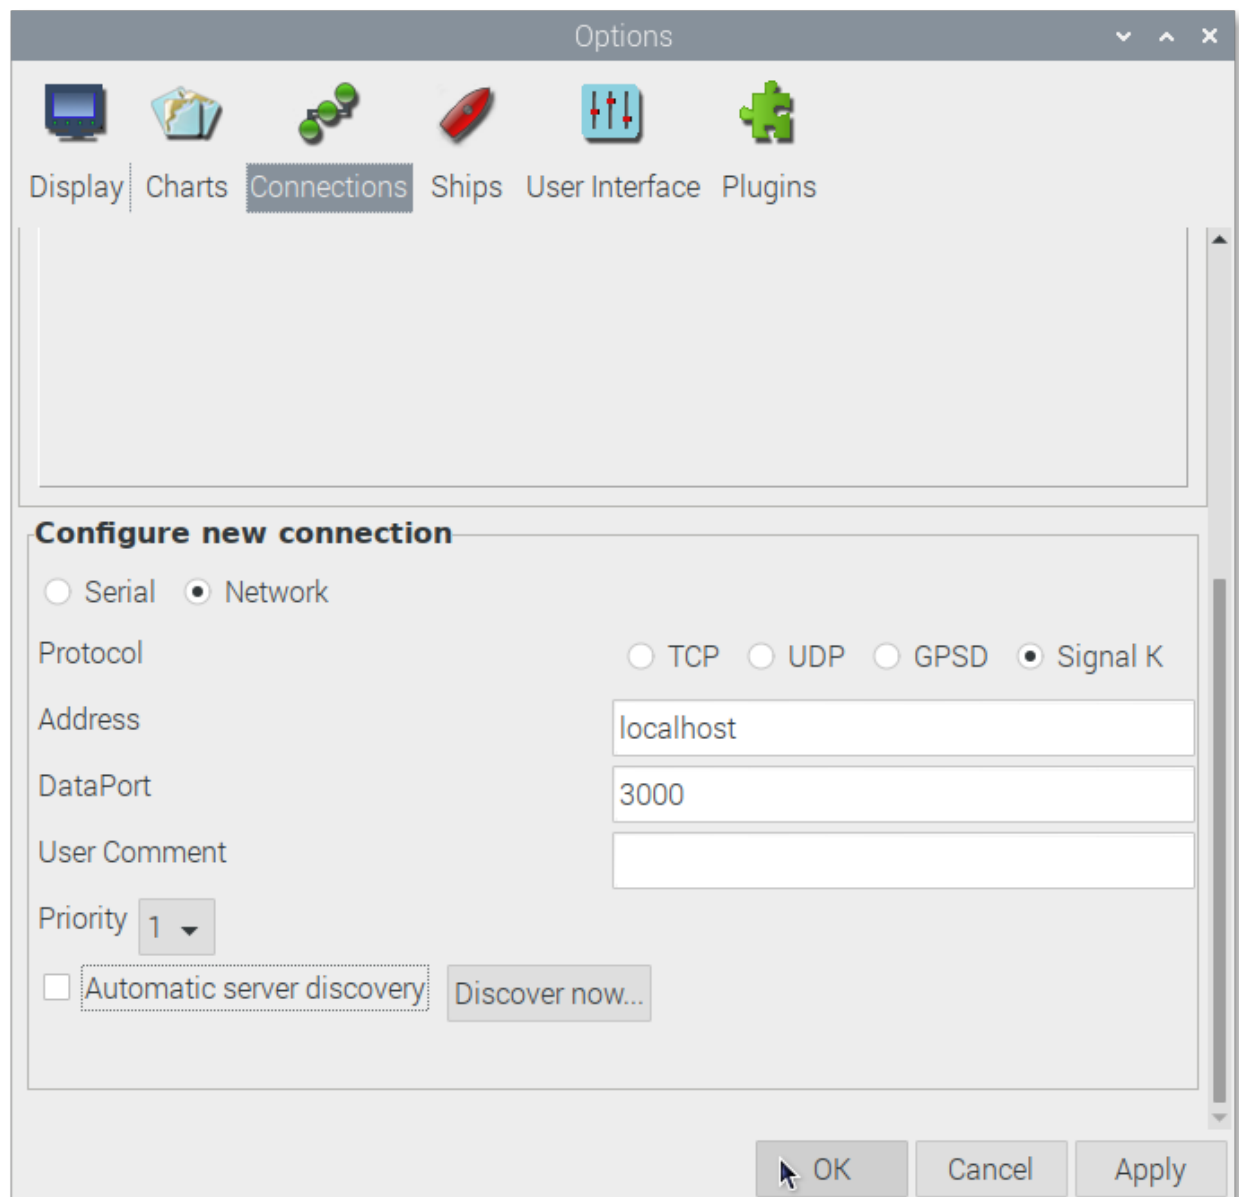 Options
Display Charts Connections Ships User Interface Plugins
Configure new connection
Serial Network
Protocol TCP UDP GPSD Signal K
Address localhost
DataPort 3000
User Comment
Priority 1
Automatic server discovery Discover now...
OK Cancel Apply